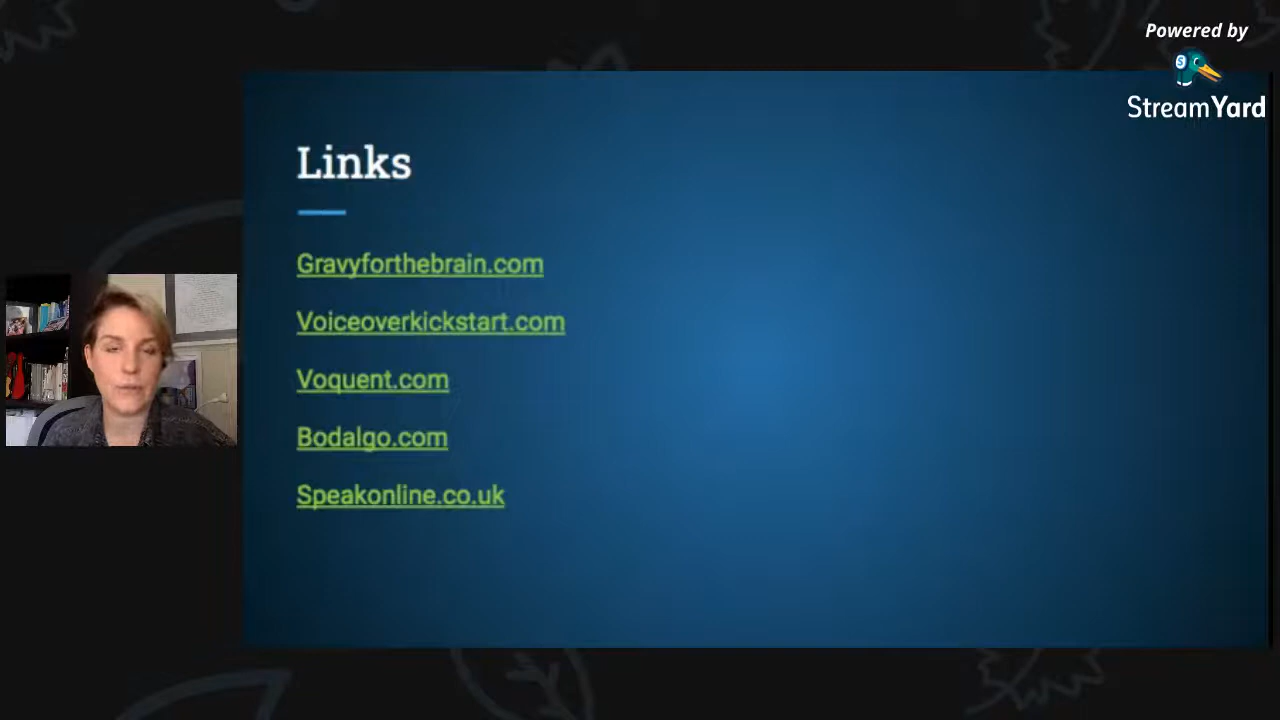 Powered by
StreamYard
Links
Gravyforthebrain.com
Voiceoverkickstart.com
Voquent.com
Bodalgo.com
Speakonline.co.uk